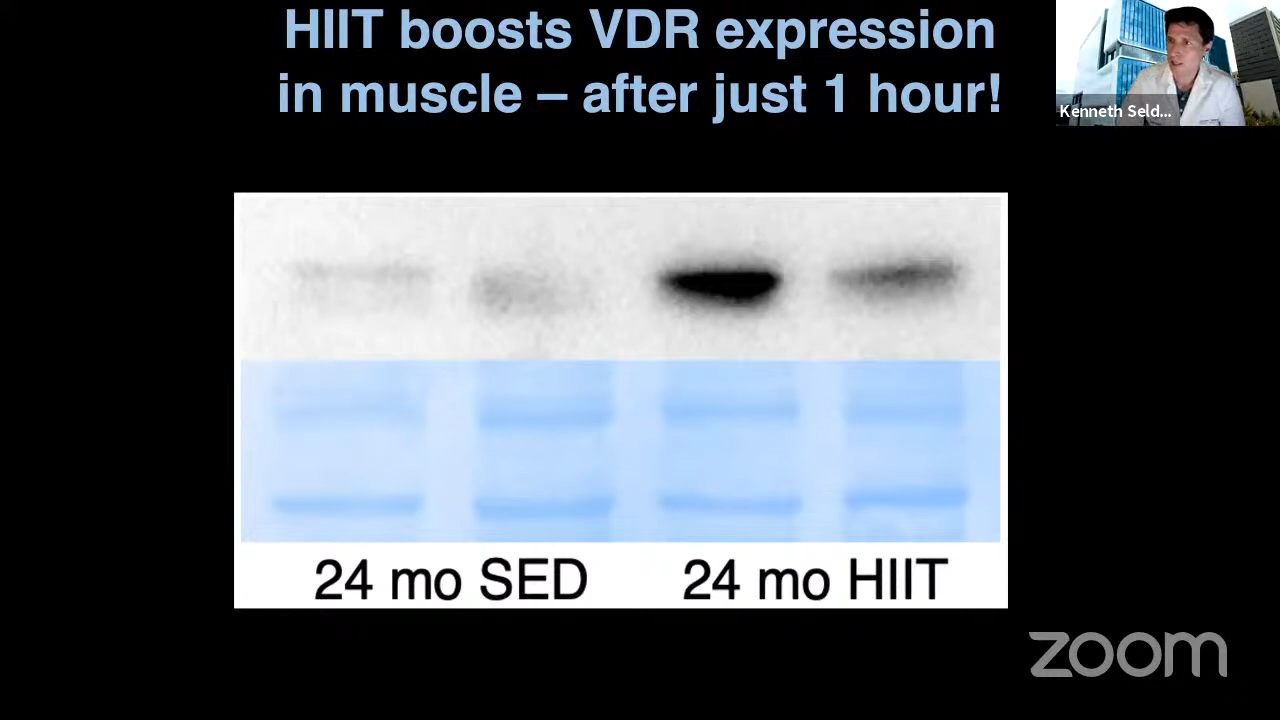 HIIT boosts VDR expression
in muscle – after just 1 hour!
Kenneth Seld...
24 mo SED
24 mo HIIT
zoom